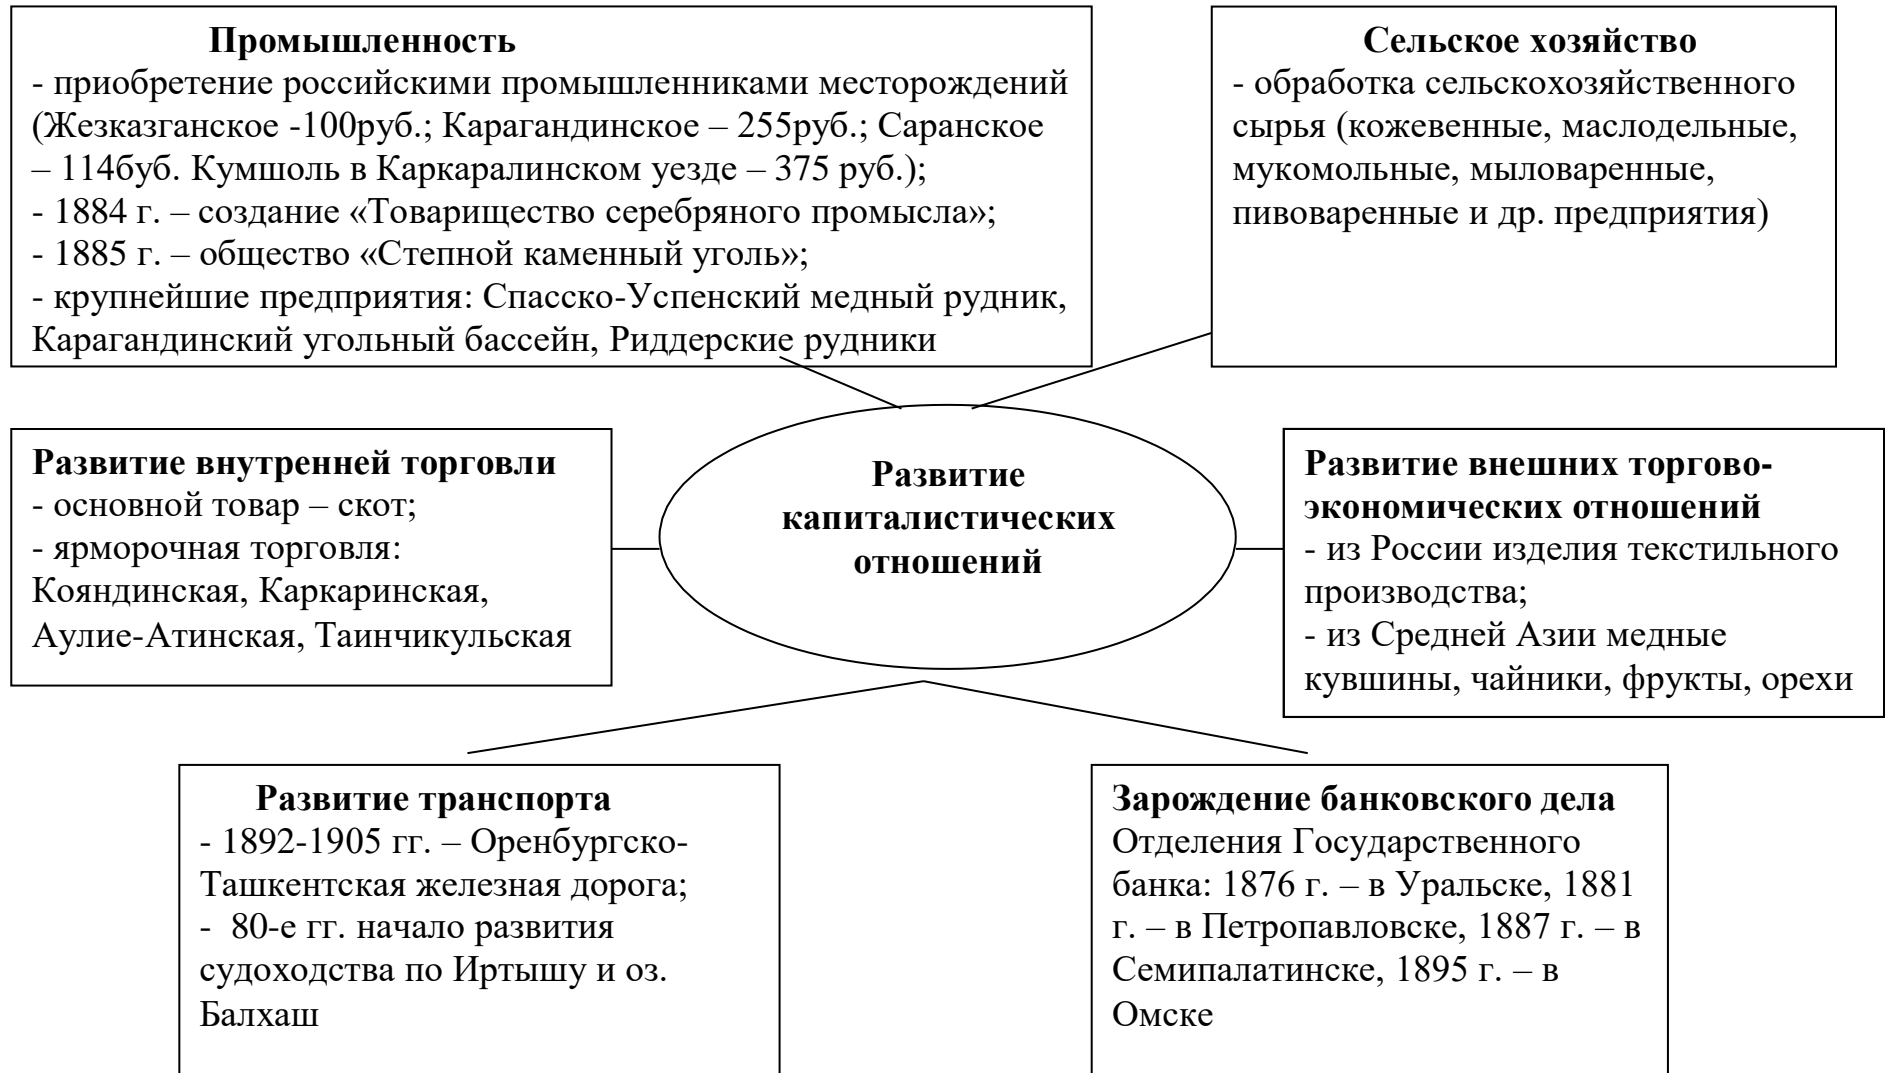 Промышленность
- приобретение российскими промышленниками месторождений
(Жезказганское -100руб.; Карагандинское – 255руб.; Саранское
– 114буб. Кумшоль в Каркаралинском уезде – 375 руб.);
- 1884 г. – создание «Товарищество серебряного промысла»;
- 1885 г. – общество «Степной каменный уголь»;
- крупнейшие предприятия: Спасско-Успенский медный рудник,
Карагандинский угольный бассейн, Риддерские рудники
Сельское хозяйство
- обработка сельскохозяйственного
сырья (кожевенные, маслодельные,
мукомольные, мыловаренные,
пивоваренные и др. предприятия)
Развитие внутренней торговли
- основной товар – скот;
- ярморочная торговля:
Кояндинская, Каркаринская,
Аулие-Атинская, Таинчикульская
Развитие
капиталистических
отношений
Развитие внешних торгово-
экономических отношений
- из России изделия текстильного
производства;
- из Средней Азии медные
кувшины, чайники, фрукты, орехи
Развитие транспорта
- 1892-1905 гг. – Оренбургско-
Ташкентская железная дорога;
- 80-е гг. начало развития
судоходства по Иртышу и оз.
Балхаш
Зарождение банковского дела
Отделения Государственного
банка: 1876 г. – в Уральске, 1881
г. – в Петропавловске, 1887 г. – в
Семипалатинске, 1895 г. – в
Омске